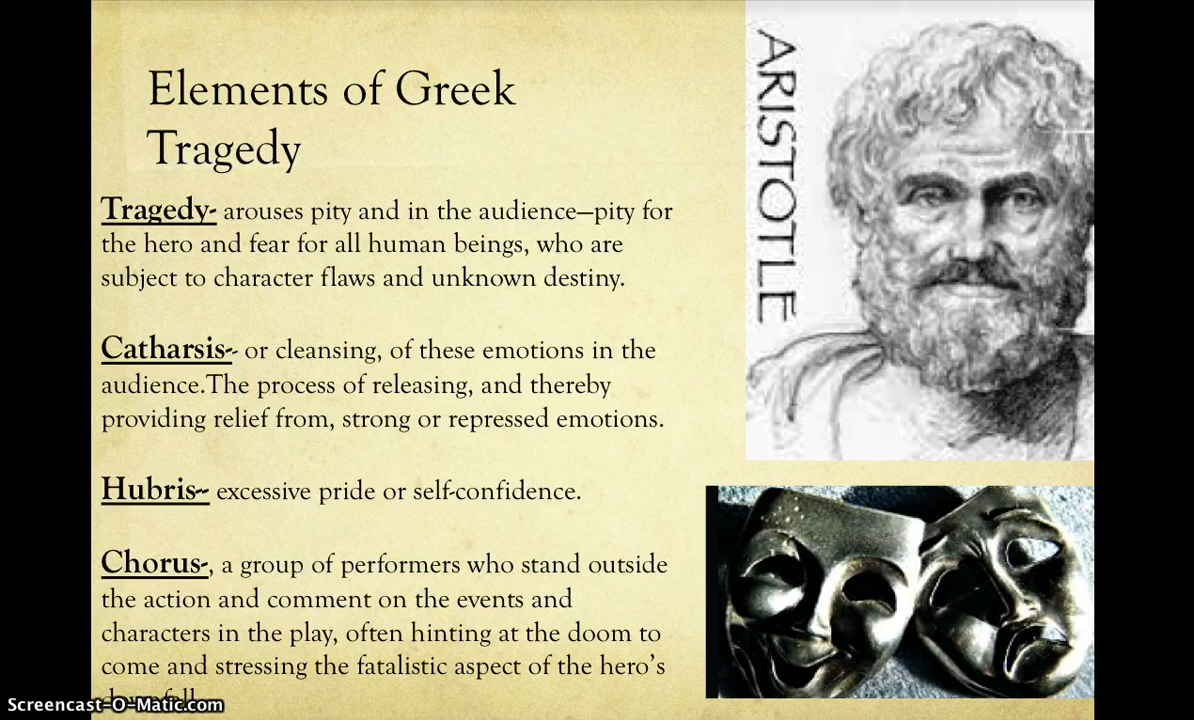 Elements of Greek
Tragedy
Tragedy- arouses pity and in the audience—pity for
the hero and fear for all human beings, who are
subject to character flaws and unknown destiny.
Catharsis-- or cleansing, of these emotions in the
audience.The process of releasing, and thereby
providing relief from, strong or repressed emotions.
Hubris-- excessive pride or self-confidence.
Chorus-, a group of performers who stand outside
the action and comment on the events and
characters in the play, often hinting at the doom to
come and stressing the fatalistic aspect of the hero’s
ARISTOTLE
Screencast-O-Matic.com